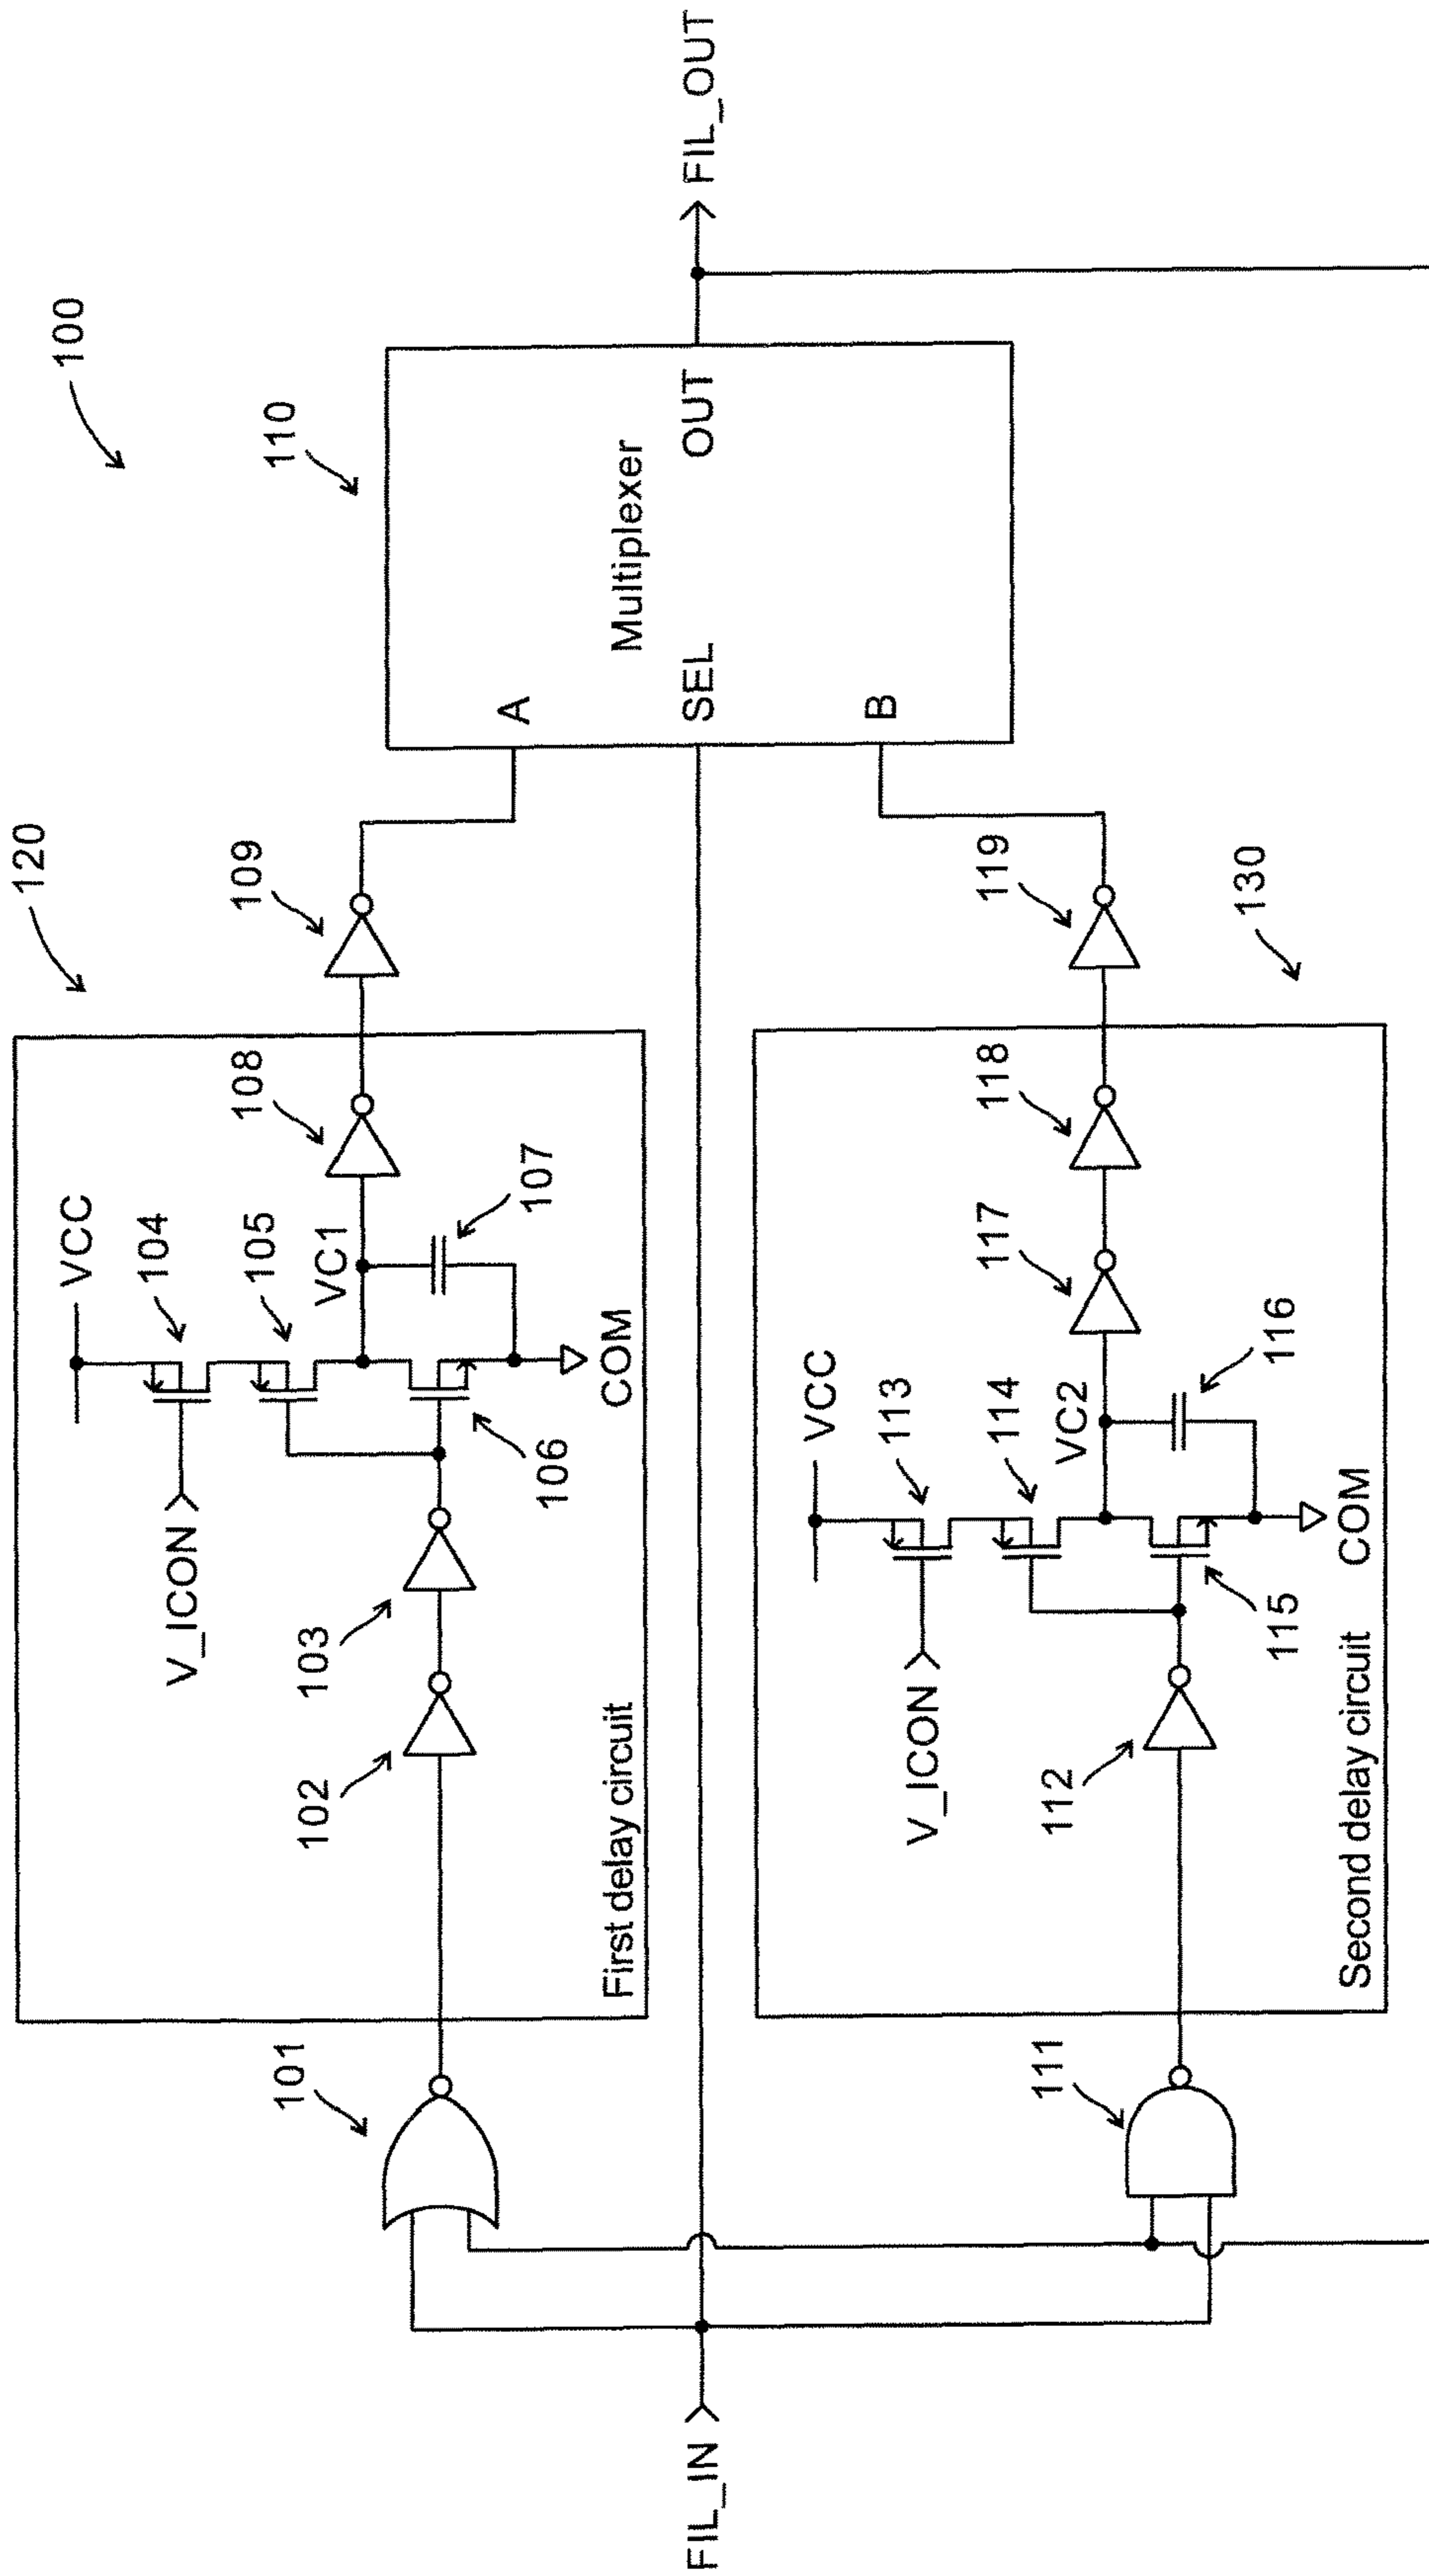 100
120
130
FIL_IN
101
111
First delay circuit
102
103
V_ICON
VCC
104
105
106
VC1
107
COM
108
109
Second delay circuit
112
V_ICON
VCC
113
114
115
VC2
116
COM
117
118
119
110
Multiplexer
A
SEL
B
OUT
FIL_OUT